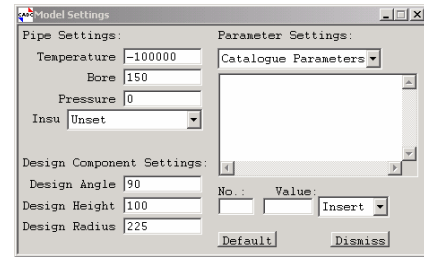 CADC Model Settings
Pipe Settings:
Temperature -100000
Bore 150
Pressure 0
Insu Unset
Design Component Settings:
Design Angle 90
Design Height 100
Design Radius 225
Parameter Settings:
Catalogue Parameters
No.: Value:
Insert
Default Dismiss